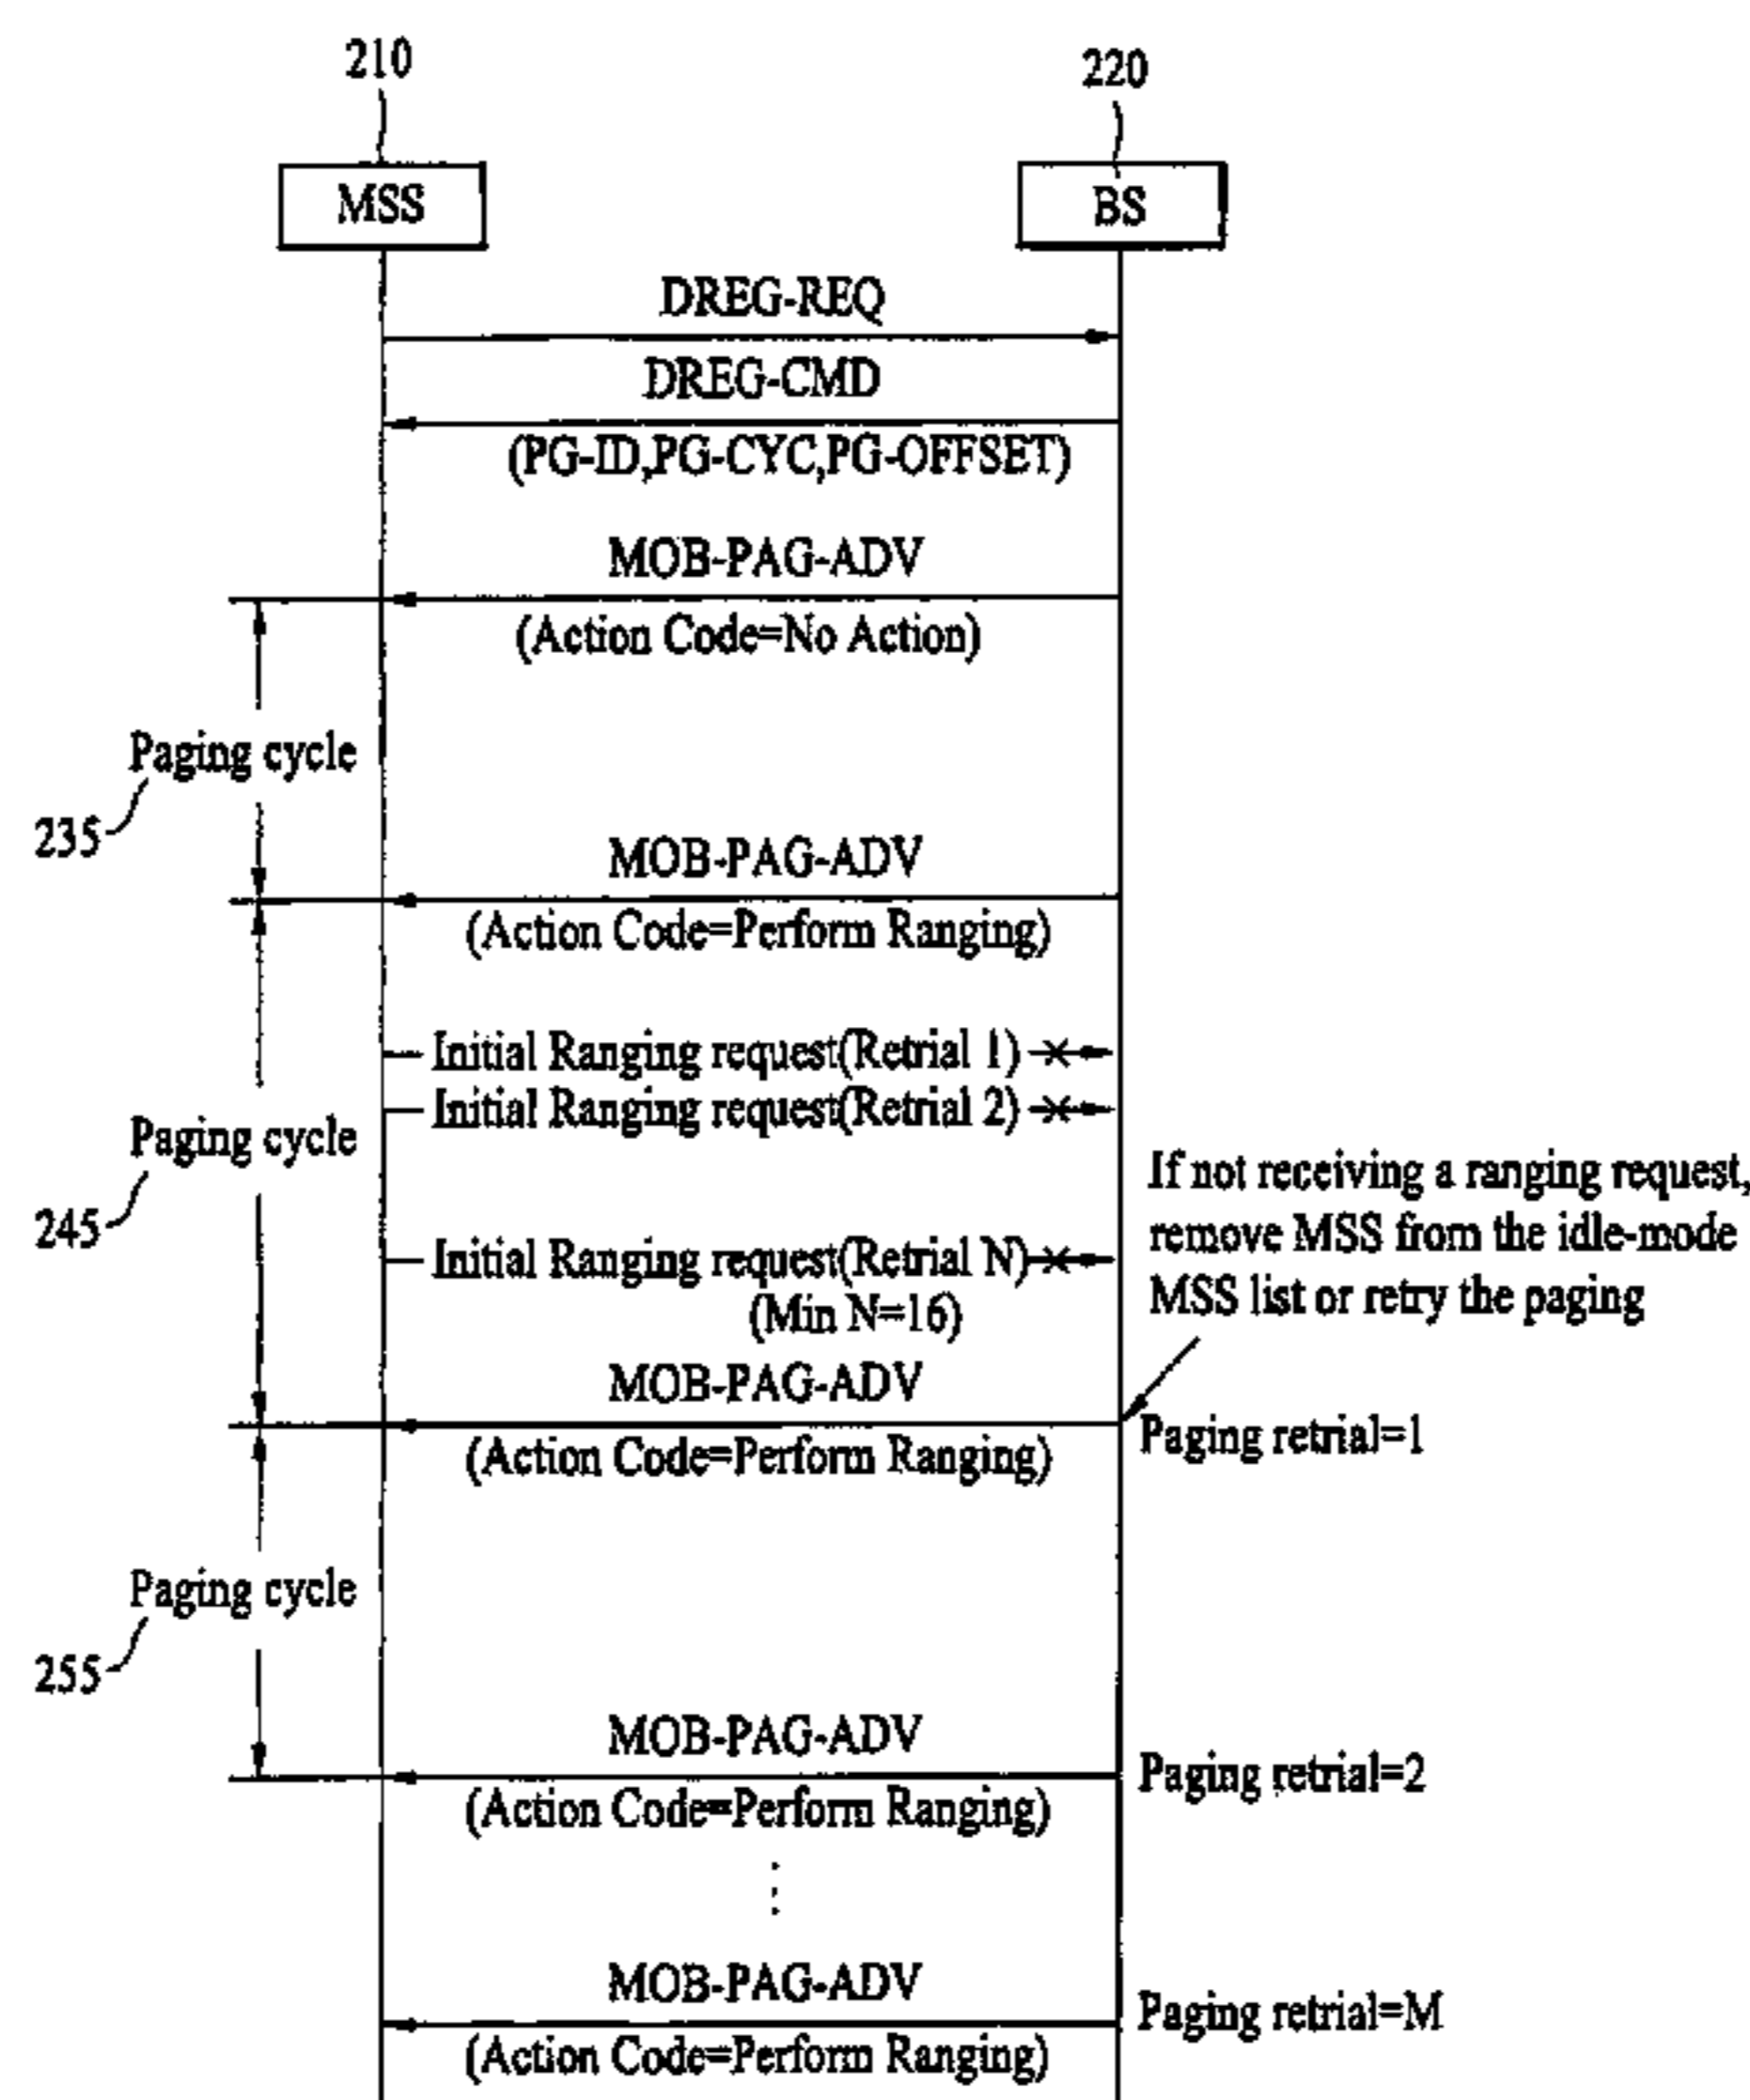 210
220
MSS
BS
DREG-REQ
DREG-CMD
(PG-ID,PG-CYC,PG-OFFSET)
MOB-PAG-ADV
(Action Code=No Action)
Paging cycle
235
MOB-PAG-ADV
(Action Code=Perform Ranging)
Initial Ranging request(Retrial 1)
Initial Ranging request(Retrial 2)
Paging cycle
245
If not receiving a ranging request,
remove MSS from the idle-mode
MSS list or retry the paging
Initial Ranging request(Retrial N)
(Min N=16)
MOB-PAG-ADV
(Action Code=Perform Ranging)
Paging retrial=1
Paging cycle
255
MOB-PAG-ADV
(Action Code=Perform Ranging)
Paging retrial=2
MOB-PAG-ADV
(Action Code=Perform Ranging)
Paging retrial=M